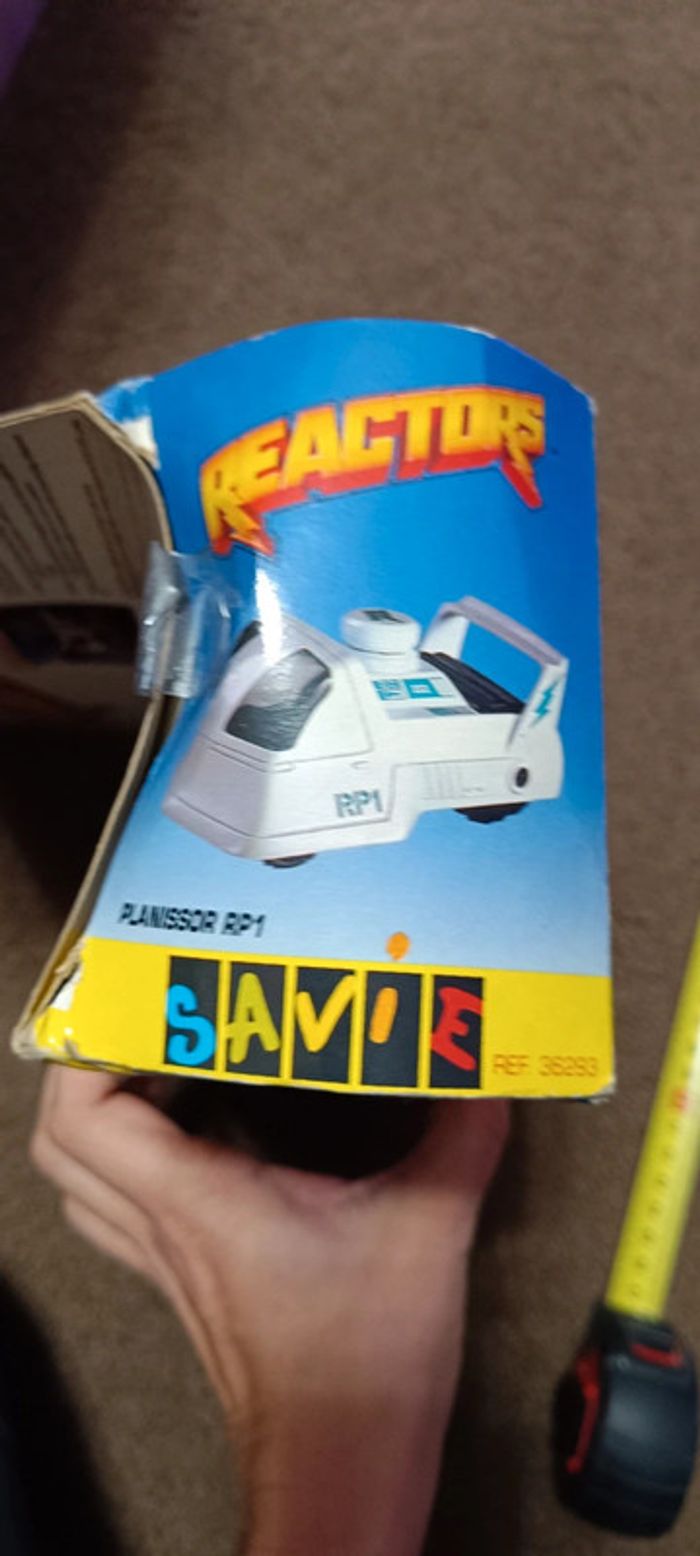 REACTORS
RP1
PLANISSOR RP1
SAVIE
REF 36293